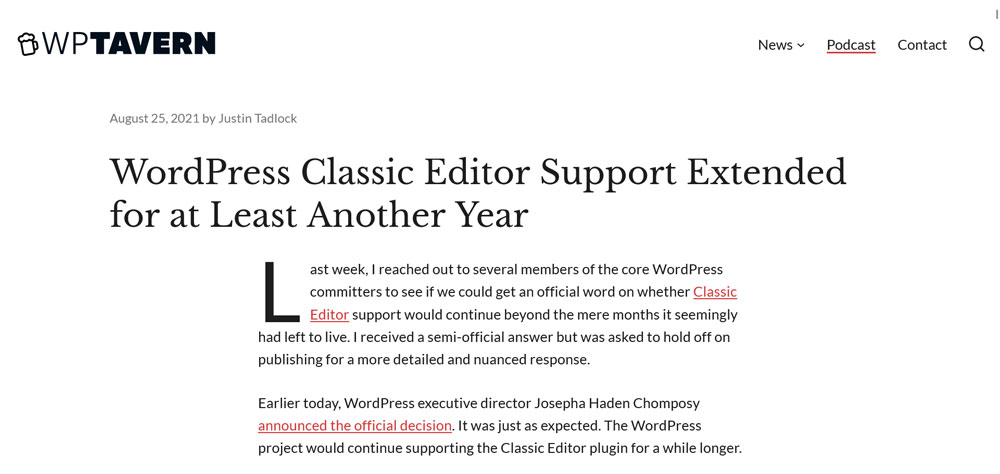 WPTAVERN
News Podcast Contact
August 25, 2021 by Justin Tadlock
WordPress Classic Editor Support Extended
for at Least Another Year
Last week, I reached out to several members of the core WordPress
committers to see if we could get an official word on whether Classic
Editor support would continue beyond the mere months it seemingly
had left to live. I received a semi-official answer but was asked to hold off on
publishing for a more detailed and nuanced response.
Earlier today, WordPress executive director Josepha Haden Chomposy
announced the official decision. It was just as expected. The WordPress
project would continue supporting the Classic Editor plugin for a while longer.